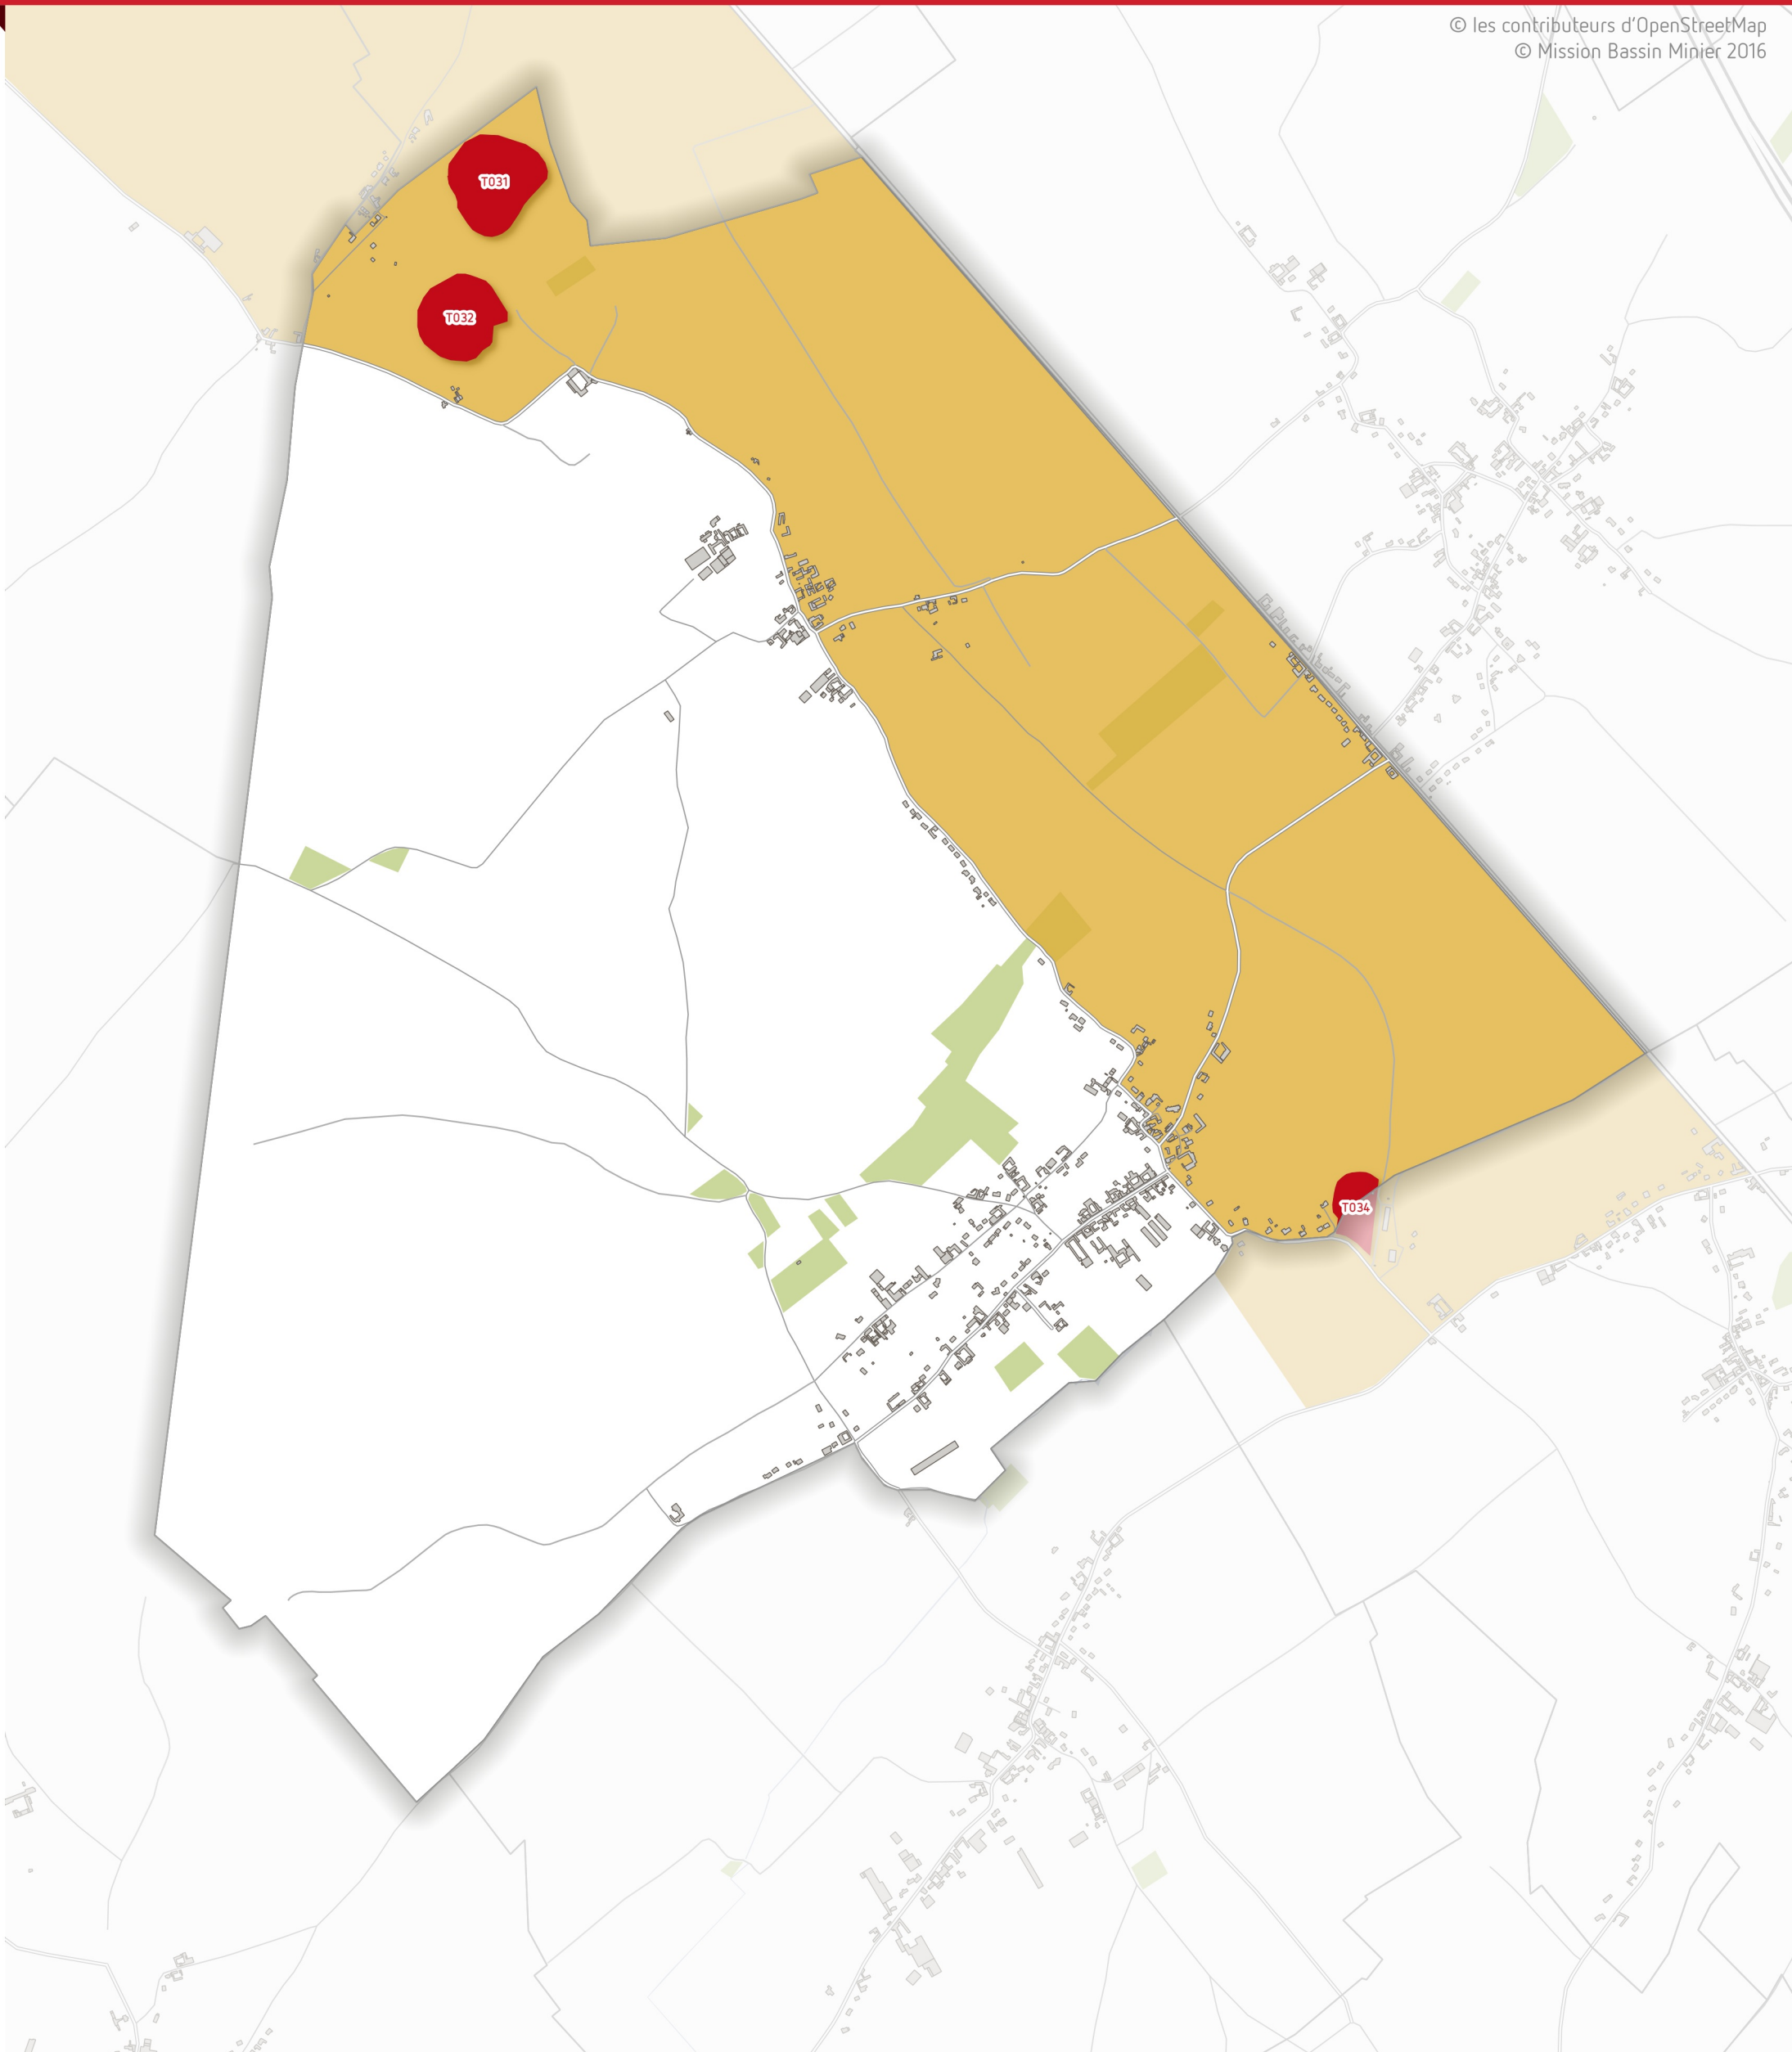 © les contributeurs d'OpenStreetMap
© Mission Bassin Minier 2016
T031
T032
T034